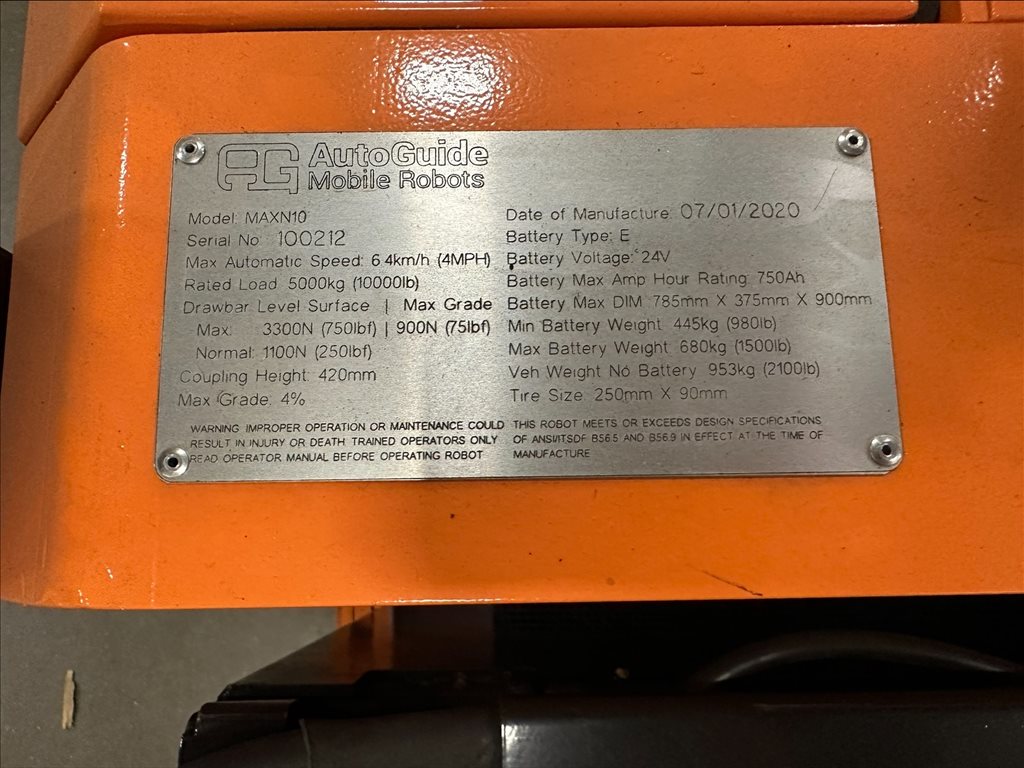 AG AutoGuide
Mobile Robots
Model: MAXN10
Serial No: 100212
Max Automatic Speed: 6.4km/h (4MPH)
Rated Load: 5000kg (10000lb)
Drawbar Level Surface | Max Grade
Max: 3300N (750lbf) | 900N (75lbf)
Normal: 1100N (250lbf)
Coupling Height: 420mm
Max Grade: 4%
WARNING IMPROPER OPERATION OR MAINTENANCE COULD
RESULT IN INJURY OR DEATH. TRAINED OPERATORS ONLY
READ OPERATOR MANUAL BEFORE OPERATING ROBOT
Date of Manufacture: 07/01/2020
Battery Type: E
Battery Voltage: 24V
Battery Max Amp Hour Rating: 750Ah
Battery Max DIM: 785mm X 375mm X 900mm
Min Battery Weight: 445kg (980lb)
Max Battery Weight: 680kg (1500lb)
Veh Weight No Battery: 953kg (2100lb)
Tire Size: 250mm X 90mm
THIS ROBOT MEETS OR EXCEEDS DESIGN SPECIFICATIONS
OF ANSI/ITSDF B56.5 AND B56.9 IN EFFECT AT THE TIME OF
MANUFACTURE